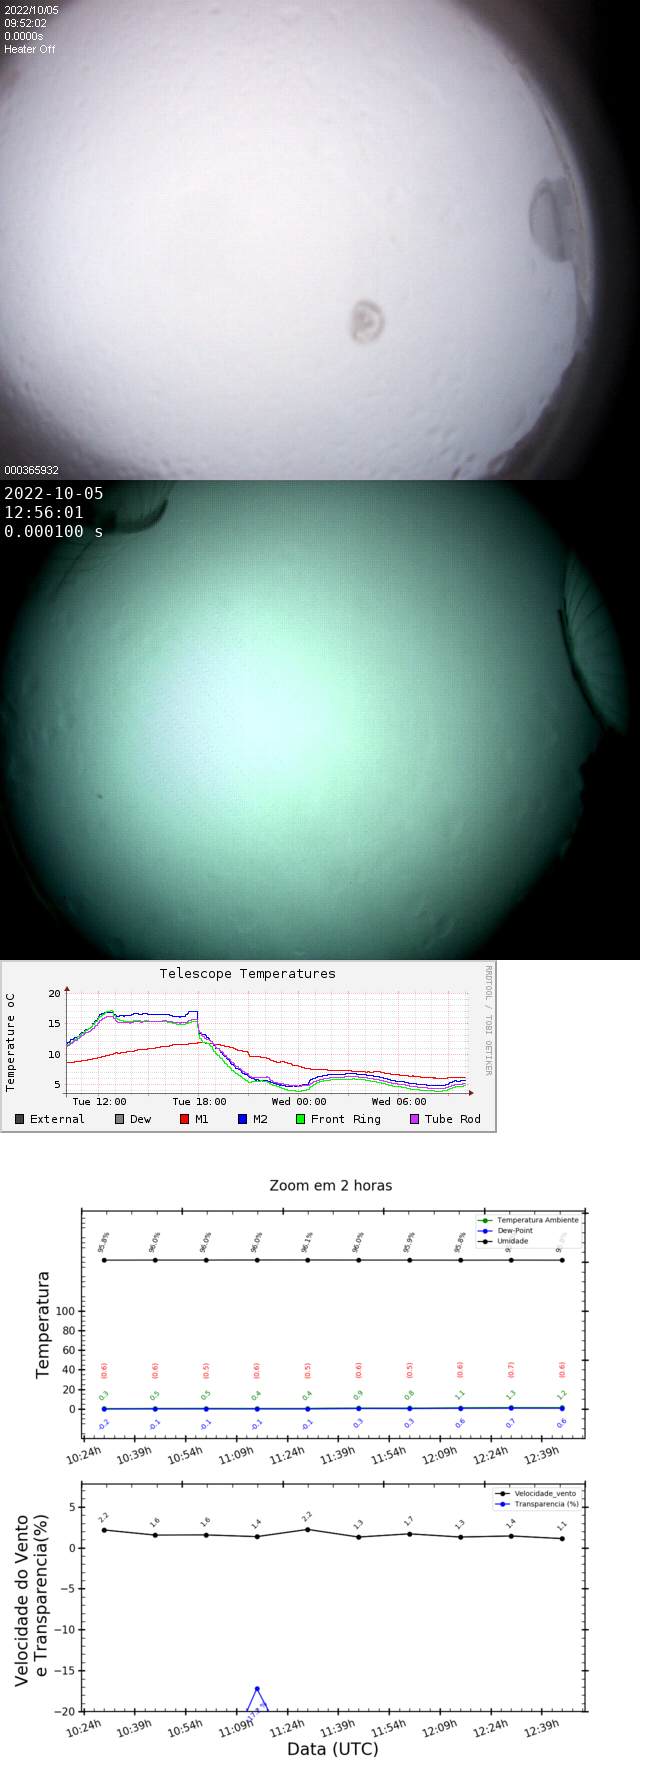 2022/10/05
09:52:02
0.0000s
Heater Off
000365932
2022-10-05
12:56:01
0.000100 s
Telescope Temperatures
RRDTOOL / TOBI OETIKER
Temperature oC
20
15
10
5
Tue 12:00 Tue 18:00 Wed 00:00 Wed 06:00
External Dew M1 M2 Front Ring Tube Rod
Zoom em 2 horas
Temperatura Ambiente
Dew-Point
Umidade
95.8% 96.0% 96.0% 96.0% 96.1% 96.0% 95.9% 95.8%
Temperatura
100
80
60
40
20
0
(0.6) (0.6) (0.5) (0.6) (0.5) (0.6) (0.5) (0.6) (0.7) (0.6)
0.3 0.5 0.5 0.4 0.4 0.9 0.8 1.1 1.3 1.2
-0.2 -0.1 -0.1 -0.1 -0.1 0.3 0.3 0.6 0.7 0.6
10:24h 10:39h 10:54h 11:09h 11:24h 11:39h 11:54h 12:09h 12:24h 12:39h
Velocidade_vento
Transparencia (%)
2.2 1.6 1.6 1.4 2.2 1.3 1.7 1.3 1.4 1.1
Velocidade do Vento
e Transparencia(%)
5
0
−5
−10
−15
−20
10:24h 10:39h 10:54h 11:09h 11:24h 11:39h 11:54h 12:09h 12:24h 12:39h
Data (UTC)